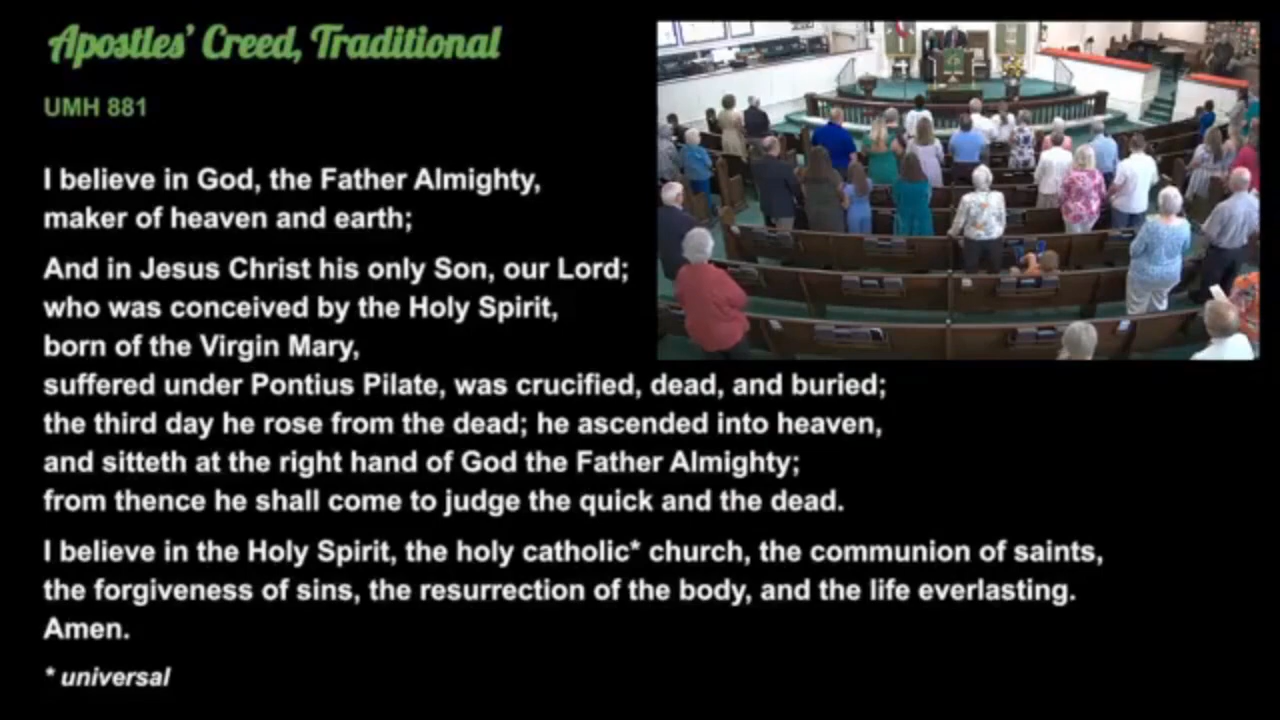 Apostles' Creed, Traditional
UMH 881
I believe in God, the Father Almighty,
maker of heaven and earth;
And in Jesus Christ his only Son, our Lord;
who was conceived by the Holy Spirit,
born of the Virgin Mary,
suffered under Pontius Pilate, was crucified, dead, and buried;
the third day he rose from the dead; he ascended into heaven,
and sitteth at the right hand of God the Father Almighty;
from thence he shall come to judge the quick and the dead.
I believe in the Holy Spirit, the holy catholic* church, the communion of saints,
the forgiveness of sins, the resurrection of the body, and the life everlasting.
Amen.
* universal